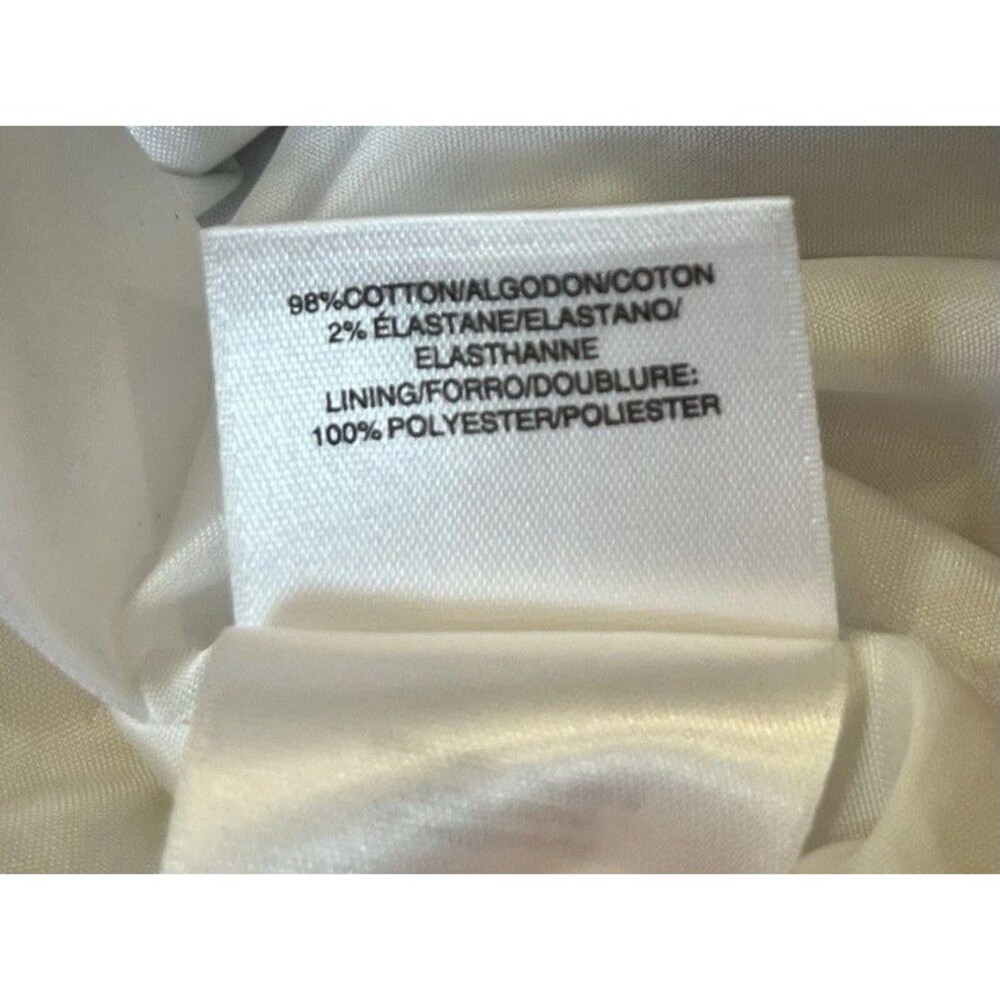 98%COTTON/ALGODON/COTON
2% ÉLASTANE/ELASTANO/
ELASTHANNE
LINING/FORRO/DOUBLURE:
100% POLYESTER/POLIESTER